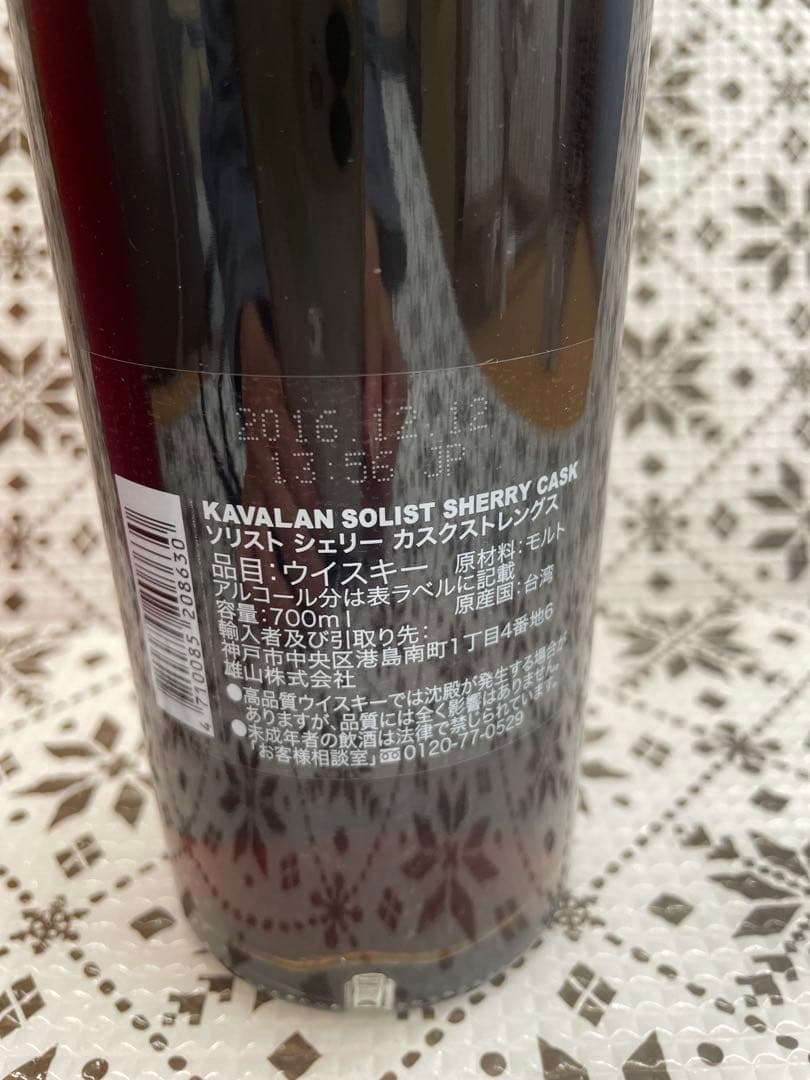 2016.12.12
13:56 JP
KAVALAN SOLIST SHERRY CASK
ソリスト シェリー カスクストレングス
品目:ウイスキー 原材料:モルト
アルコール分は表ラベルに記載
容量:700ml 原産国:台湾
輸入者及び引取り先:
神戸市中央区港島南町1丁目4番地6
雄山株式会社
●高品質ウイスキーでは沈殿が発生する場合が
ありますが、品質には全く影響はありません。
●未成年者の飲酒は法律で禁じられています。
「お客様相談室」0120-77-0529
4 710085 208630